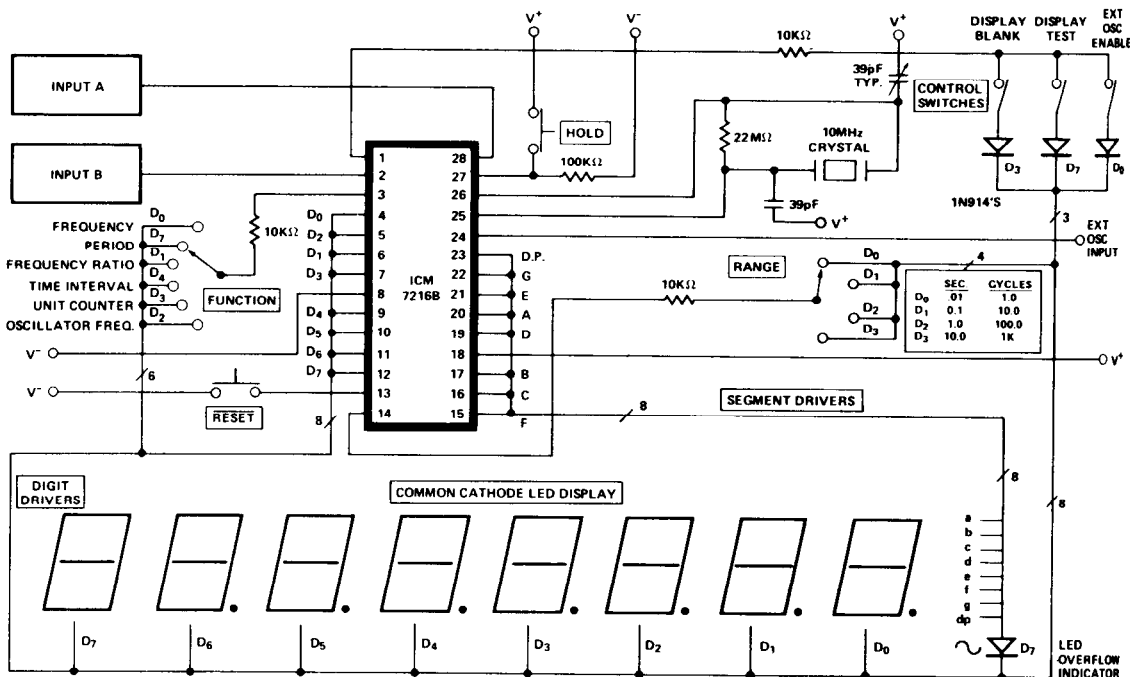 V+
V-
V+
DISPLAY BLANK
DISPLAY TEST
EXT OSC ENABLE
10KΩ
INPUT A
39pF TYP.
CONTROL SWITCHES
HOLD
22MΩ
10MHz CRYSTAL
100KΩ
D3
D7
D0
1N914'S
INPUT B
39pF
V+
3
EXT OSC INPUT
1
2
3
4
5
6
7
8
9
10
11
12
13
14
28
27
26
25
24
23
22
21
20
19
18
17
16
15
ICM
7216B
FREQUENCY
D0
PERIOD
D7
FREQUENCY RATIO
D1
TIME INTERVAL
D4
UNIT COUNTER
D3
OSCILLATOR FREQ.
D2
10KΩ
FUNCTION
D0
D2
D1
D3
D4
D5
D6
D7
D.P.
G
E
A
D
B
C
F
RANGE
10KΩ
D0
D1
D2
D3
4
SEC CYCLES
D0 .01 1.0
D1 0.1 10.0
D2 1.0 100.0
D3 10.0 1K
V+
V-
V-
6
RESET
8
SEGMENT DRIVERS
8
8
8
DIGIT DRIVERS
COMMON CATHODE LED DISPLAY
a
b
c
d
e
f
g
dp
D7
D6
D5
D4
D3
D2
D1
D0
D7
LED OVERFLOW INDICATOR